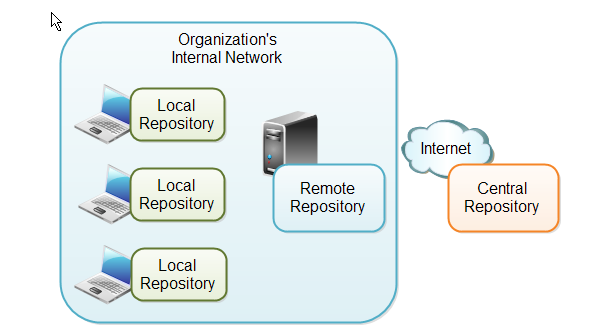 Organization's
Internal Network
Local
Repository
Local
Repository
Local
Repository
Remote
Repository
Internet
Central
Repository